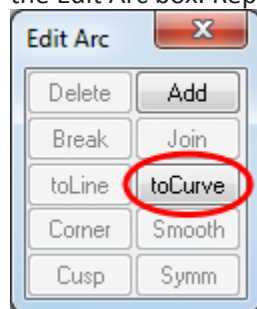 the Edit Arc box. Rep
Edit Arc
Delete Add
Break Join
toLine toCurve
Corner Smooth
Cusp Symm